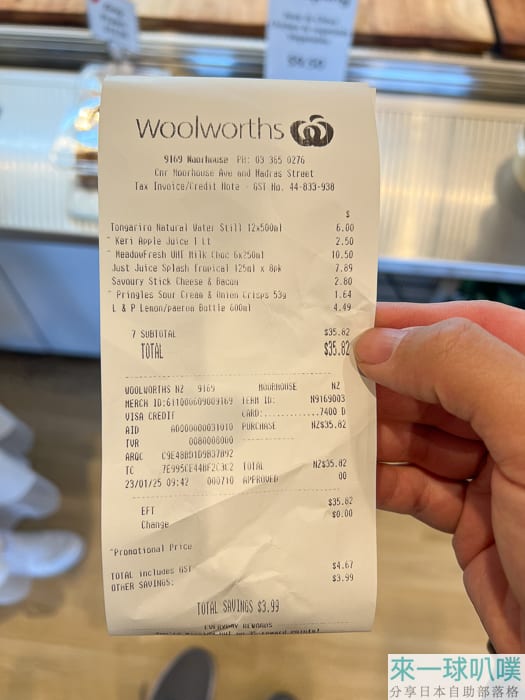 Woolworths
9169 Moorhouse PH: 03 365 0276
Cnr Moorhouse Ave and Madras Street
Tax Invoice/Credit Note - GST No. 44-833-938
$
Tongariro Natural Water Still 12x500ml 6.00
^ Keri Apple Juice 1 Lt 2.50
^ MeadowFresh UHT Milk Choc 6x250ml 10.50
Just Juice Splash Tropical 125ml x 8pk 7.89
Savoury Stick Cheese & Bacon 2.80
^ Pringles Sour Cream & Onion Crisps 53g 1.64
L & P Lemon/paeroa Bottle 600ml 4.49
7 SUBTOTAL $35.82
TOTAL $35.82
WOOLWORTHS NZ 9169 MOORHOUSE NZ
MERCH ID:611000609009169 TERM ID: N9169003
VISA CREDIT CARD:.......7400 D
AID A0000000031010 PURCHASE NZ$35.82
TVR 0080008000
ARQC
TC TOTAL NZ$35.82
23/01/25 09:42 000710 APPROVED 00
EFT $35.82
Change $0.00
^Promotional Price
TOTAL includes GST $4.67
OTHER SAVINGS: $3.99
TOTAL SAVINGS $3.99
EVERYDAY REWARDS
來一球叭噗
分享日本自助部落格